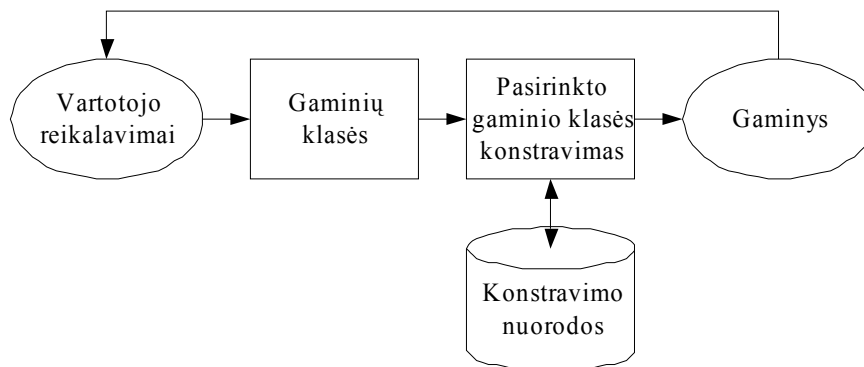 Vartotojo
reikalavimai
Gaminių
klasės
Pasirinkto
gaminio klasės
konstravimas
Gaminys
Konstravimo
nuorodos